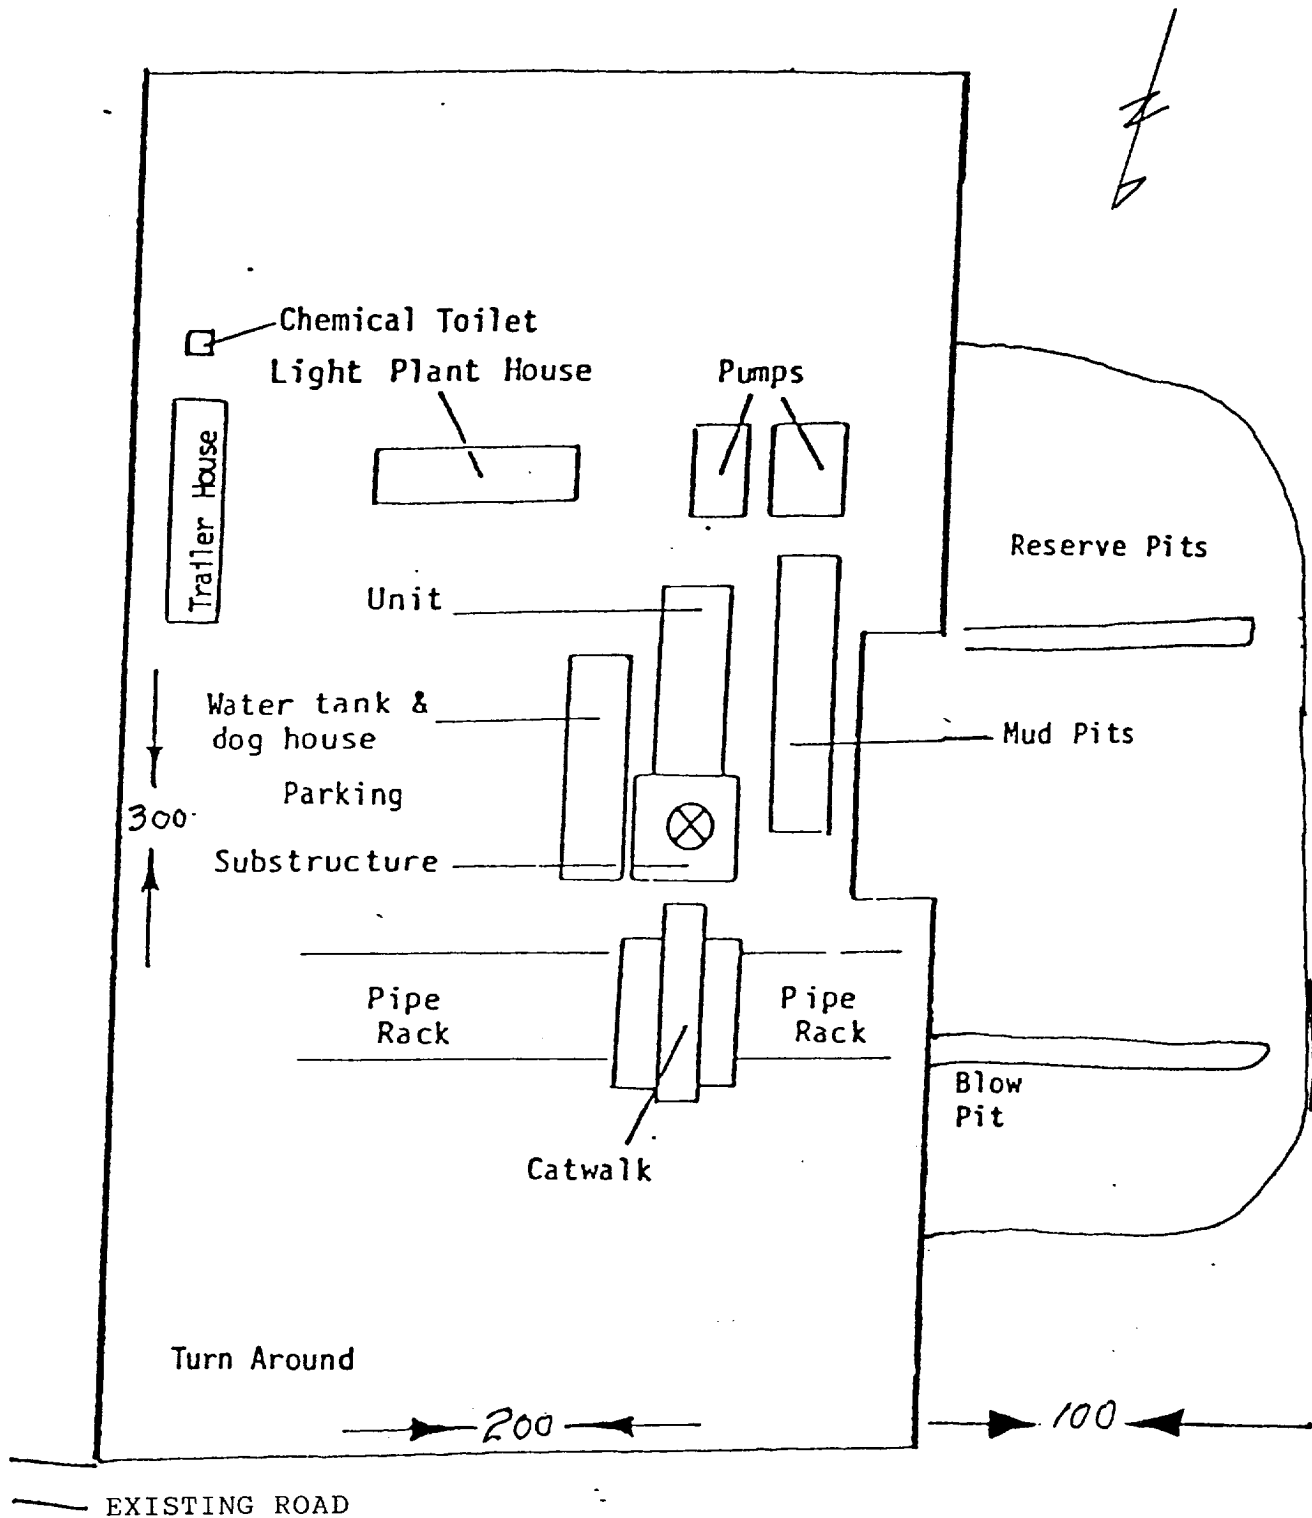 N
Chemical Toilet
Light Plant House
Pumps
Trailer House
Reserve Pits
Unit
Water tank &
dog house
Mud Pits
Parking
300
Substructure
Pipe
Rack
Pipe
Rack
Blow
Pit
Catwalk
Turn Around
200
100
EXISTING ROAD